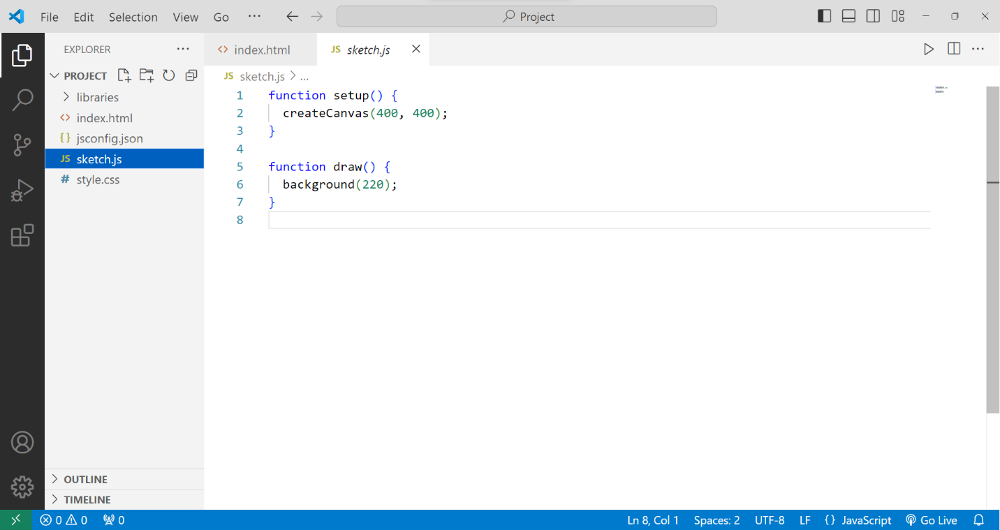 File Edit Selection View Go ··· Project
EXPLORER ···
index.html
JS sketch.js
PROJECT
libraries
<> index.html
{} jsconfig.json
JS sketch.js
# style.css
OUTLINE
TIMELINE
JS sketch.js > ...
1 function setup() {
2 createCanvas(400, 400);
3 }
4
5 function draw() {
6 background(220);
7 }
8
0 0 0 Ln 8, Col 1 Spaces: 2 UTF-8 LF {} JavaScript Go Live